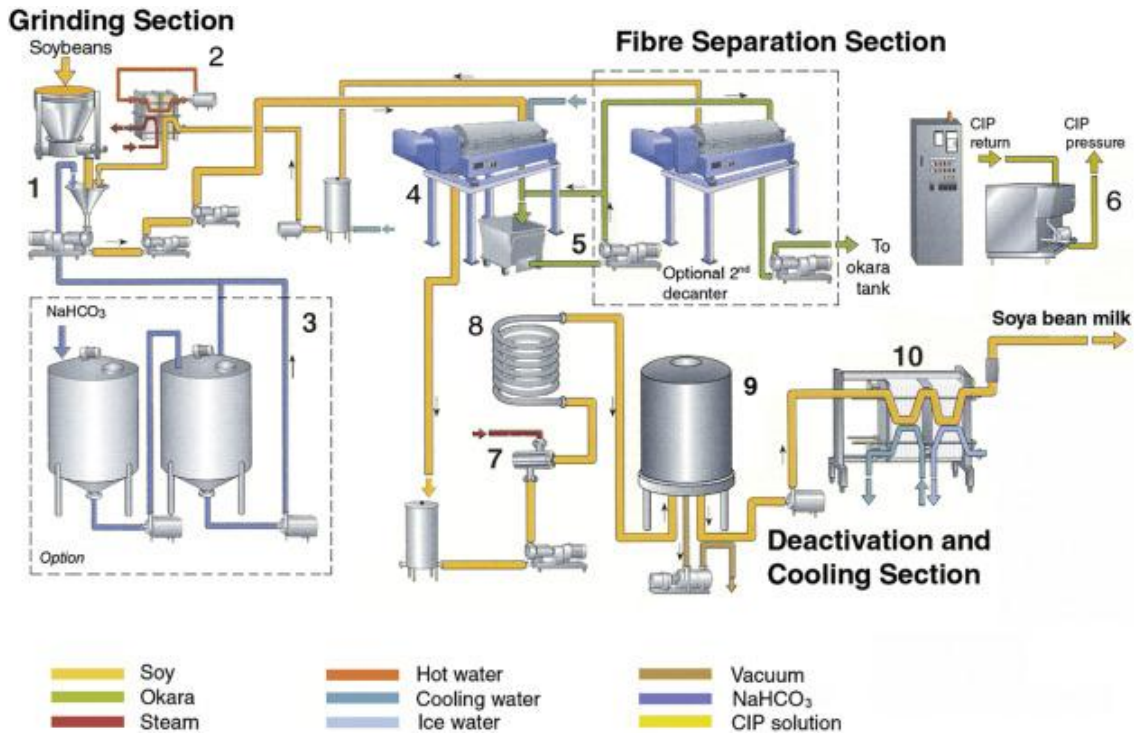 Grinding Section
Soybeans
2
Fibre Separation Section
1
4
5
Optional 2nd
decanter
To
okara
tank
CIP
return
CIP
pressure
6
NaHCO3
3
Option
8
7
9
10
Soya bean milk
Deactivation and
Cooling Section
Soy
Okara
Steam
Hot water
Cooling water
Ice water
Vacuum
NaHCO3
CIP solution